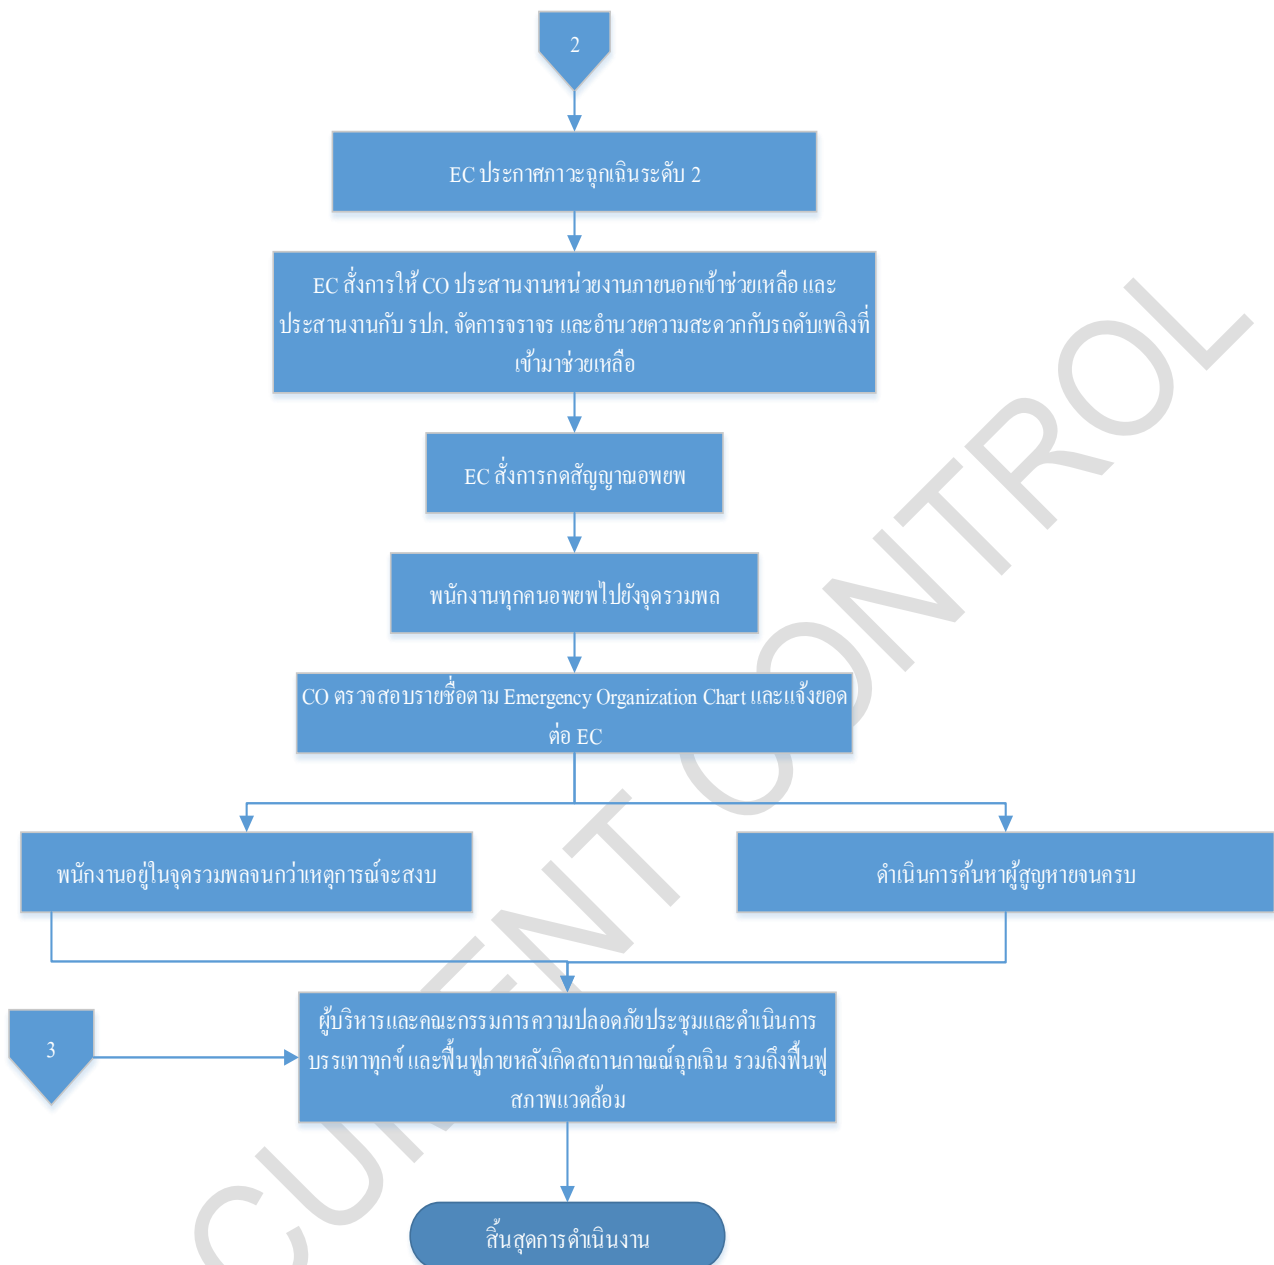 2
EC ประกาศภาวะฉุกเฉินระดับ 2
EC สั่งการให้ CO ประสานงานหน่วยงานภายนอกเข้าช่วยเหลือ และ
ประสานงานกับ รปภ. จัดการจราจร และอำนวยความสะดวกกับรถดับเพลิงที่
เข้ามาช่วยเหลือ
EC สั่งการกดสัญญาณอพยพ
พนักงานทุกคนอพยพไปยังจุดรวมพล
CO ตรวจสอบรายชื่อตาม Emergency Organization Chart และแจ้งยอด
ต่อ EC
พนักงานอยู่ในจุดรวมพลจนกว่าเหตุการณ์จะสงบ
ดำเนินการค้นหาผู้สูญหายจนครบ
3
ผู้บริหารและคณะกรรมการความปลอดภัยประชุมและดำเนินการ
บรรเทาทุกข์ และฟื้นฟูภายหลังเกิดสถานกาณณ์ฉุกเฉิน รวมถึงฟื้นฟู
สภาพแวดล้อม
สิ้นสุดการดำเนินงาน
CUMENT CONTROL